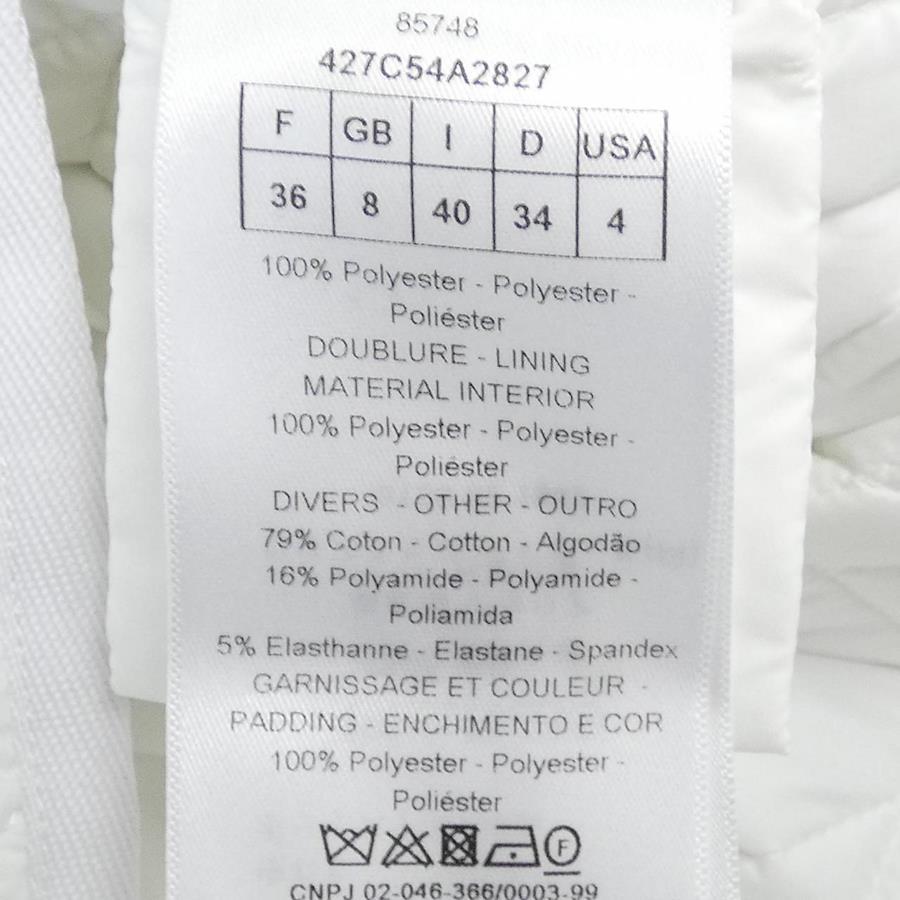 85748
427C54A2827
F GB I D USA
36 8 40 34 4
100% Polyester - Polyester -
Poliéster
DOUBLURE - LINING
MATERIAL INTERIOR
100% Polyester - Polyester -
Poliéster
DIVERS - OTHER - OUTRO
79% Coton - Cotton - Algodão
16% Polyamide - Polyamide -
Poliamida
5% Elasthanne - Elastane - Spandex
GARNISSAGE ET COULEUR -
PADDING - ENCHIMENTO E COR
100% Polyester - Polyester -
Poliéster
F
CNPJ 02-046-366/0003-99